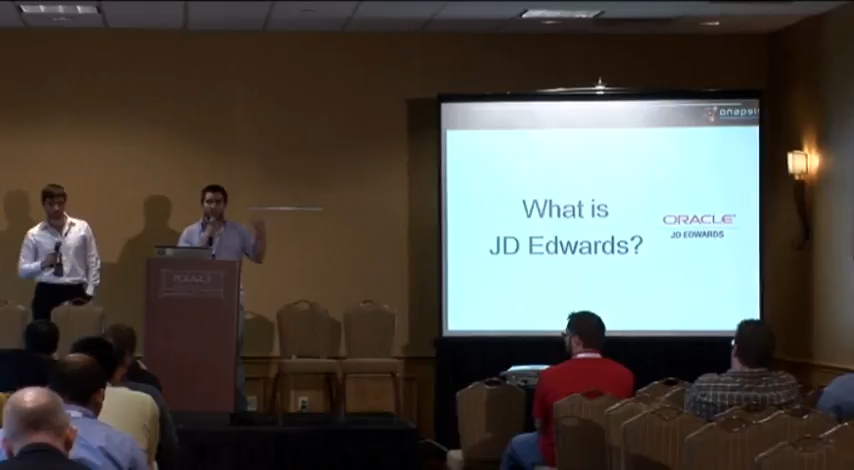 onapsis
What is
JD Edwards?
ORACLE
JD EDWARDS